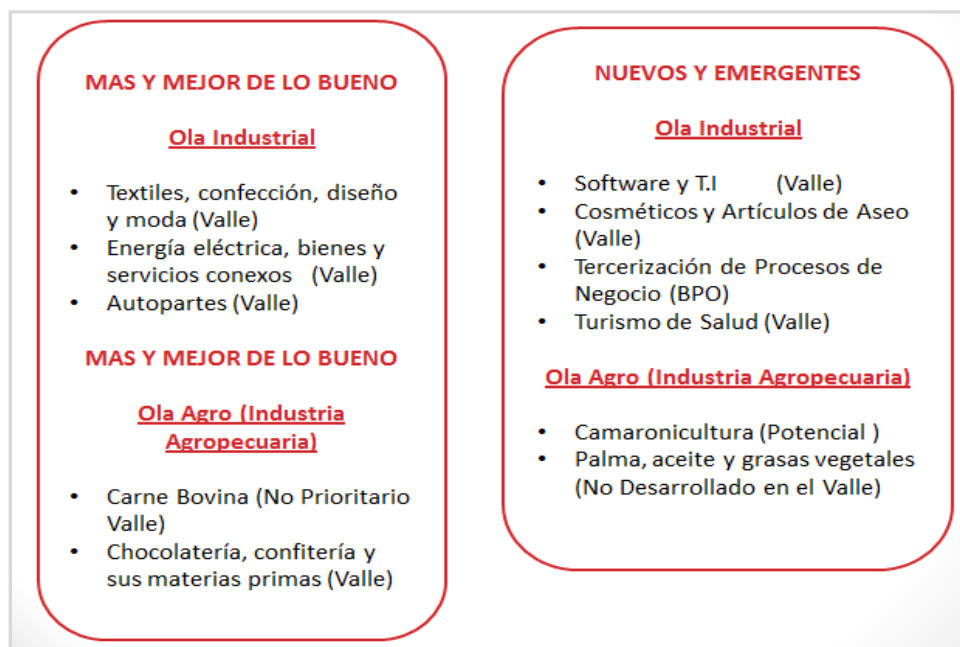 MAS Y MEJOR DE LO BUENO
Ola Industrial
• Textiles, confección, diseño
y moda (Valle)
• Energía eléctrica, bienes y
servicios conexos (Valle)
• Autopartes (Valle)
MAS Y MEJOR DE LO BUENO
Ola Agro (Industria
Agropecuaria)
• Carne Bovina (No Prioritario
Valle)
• Chocolatería, confitería y
sus materias primas (Valle)
NUEVOS Y EMERGENTES
Ola Industrial
• Software y T.I (Valle)
• Cosméticos y Artículos de Aseo
(Valle)
• Tercerización de Procesos de
Negocio (BPO)
• Turismo de Salud (Valle)
Ola Agro (Industria Agropecuaria)
• Camaronicultura (Potencial )
• Palma, aceite y grasas vegetales
(No Desarrollado en el Valle)